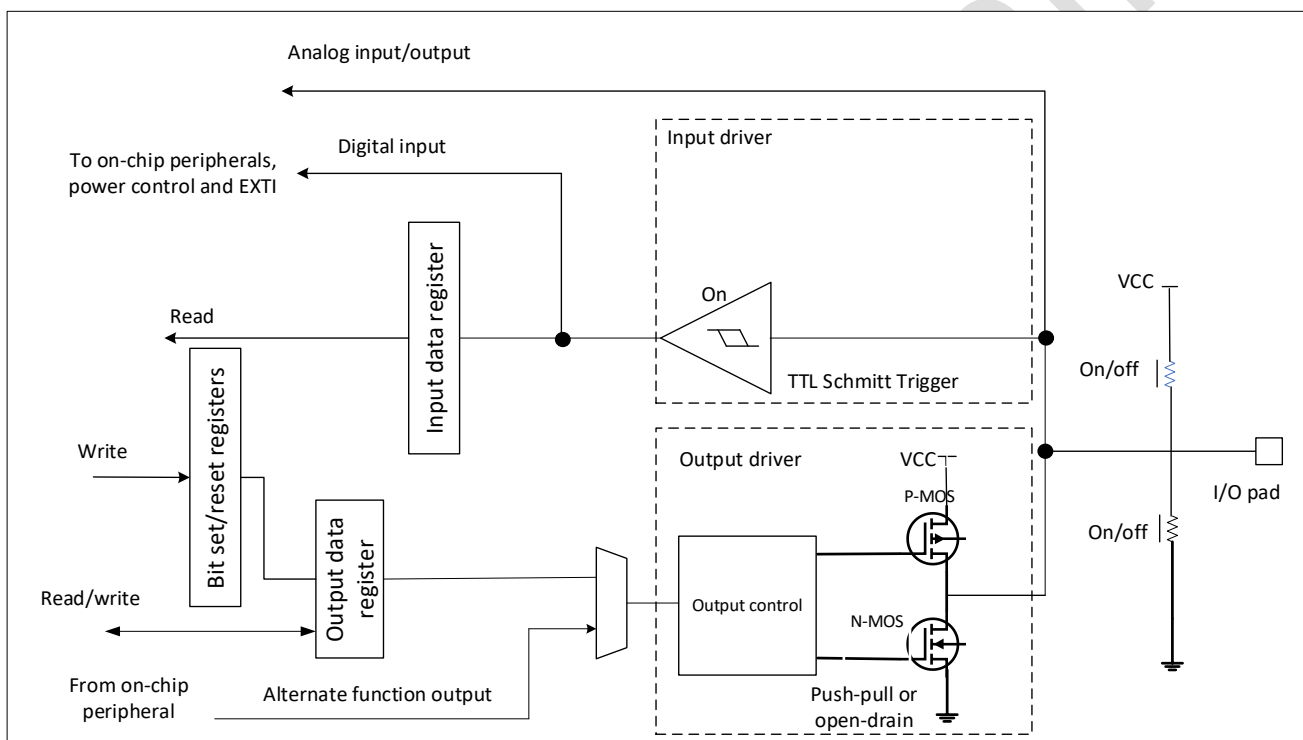 Analog input/output
Digital input
To on-chip peripherals,
power control and EXTI
Input driver
Input data register
On
VCC
Read
On/off
TTL Schmitt Trigger
Bit set/reset registers
Write
Output driver
VCC
P-MOS
I/O pad
Output data
register
On/off
Read/write
Output control
N-MOS
From on-chip
peripheral
Alternate function output
Push-pull or
open-drain